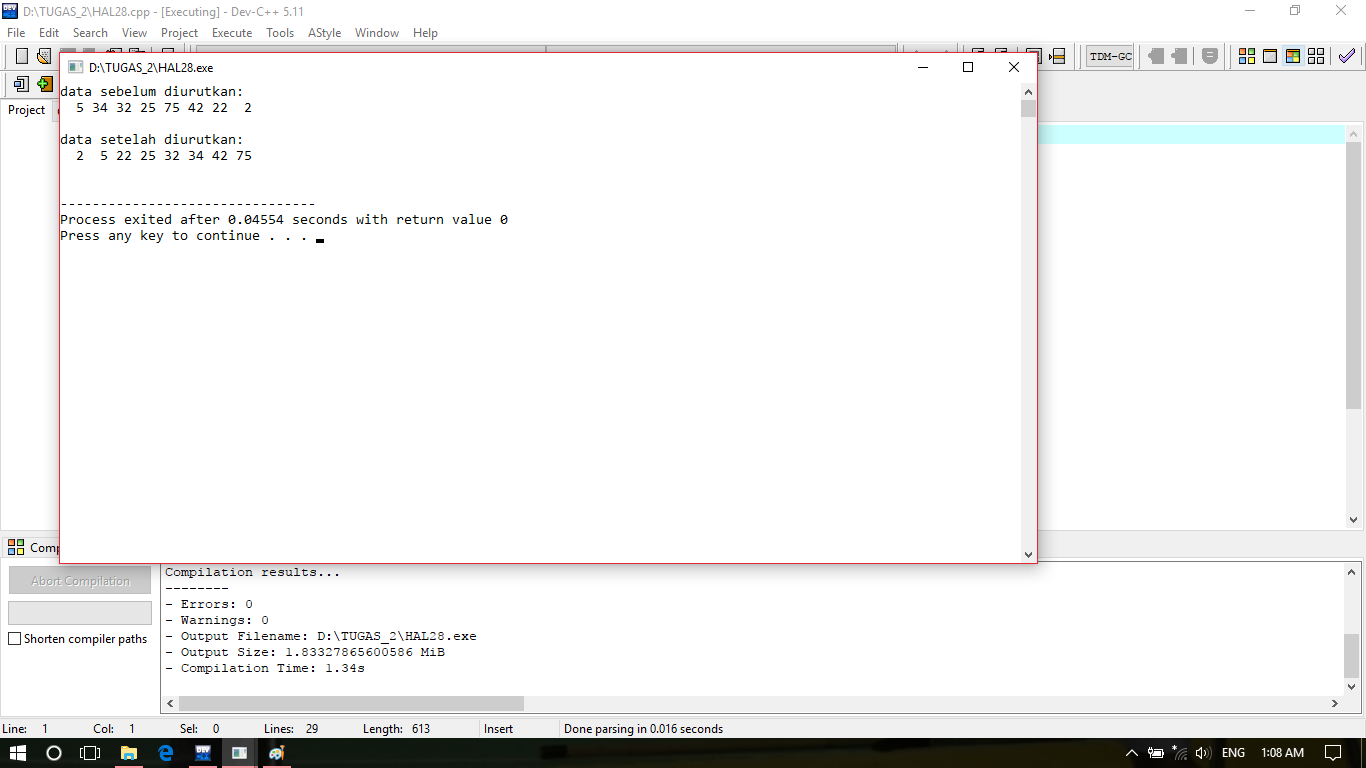 D:\TUGAS_2\HAL28.cpp - [Executing] - Dev-C++ 5.11
File Edit Search View Project Execute Tools AStyle Window Help
TDM-GC
D:\TUGAS_2\HAL28.exe
Project
data sebelum diurutkan:
5 34 32 25 75 42 22 2
data setelah diurutkan:
2 5 22 25 32 34 42 75
--------------------------------
Process exited after 0.04554 seconds with return value 0
Press any key to continue . . .
Comp
Abort Compilation
Shorten compiler paths
Compilation results...
--------
- Errors: 0
- Warnings: 0
- Output Filename: D:\TUGAS_2\HAL28.exe
- Output Size: 1.83327865600586 MiB
- Compilation Time: 1.34s
Line: 1 Col: 1 Sel: 0 Lines: 29 Length: 613 Insert Done parsing in 0.016 seconds
DEV ENG 1:08 AM